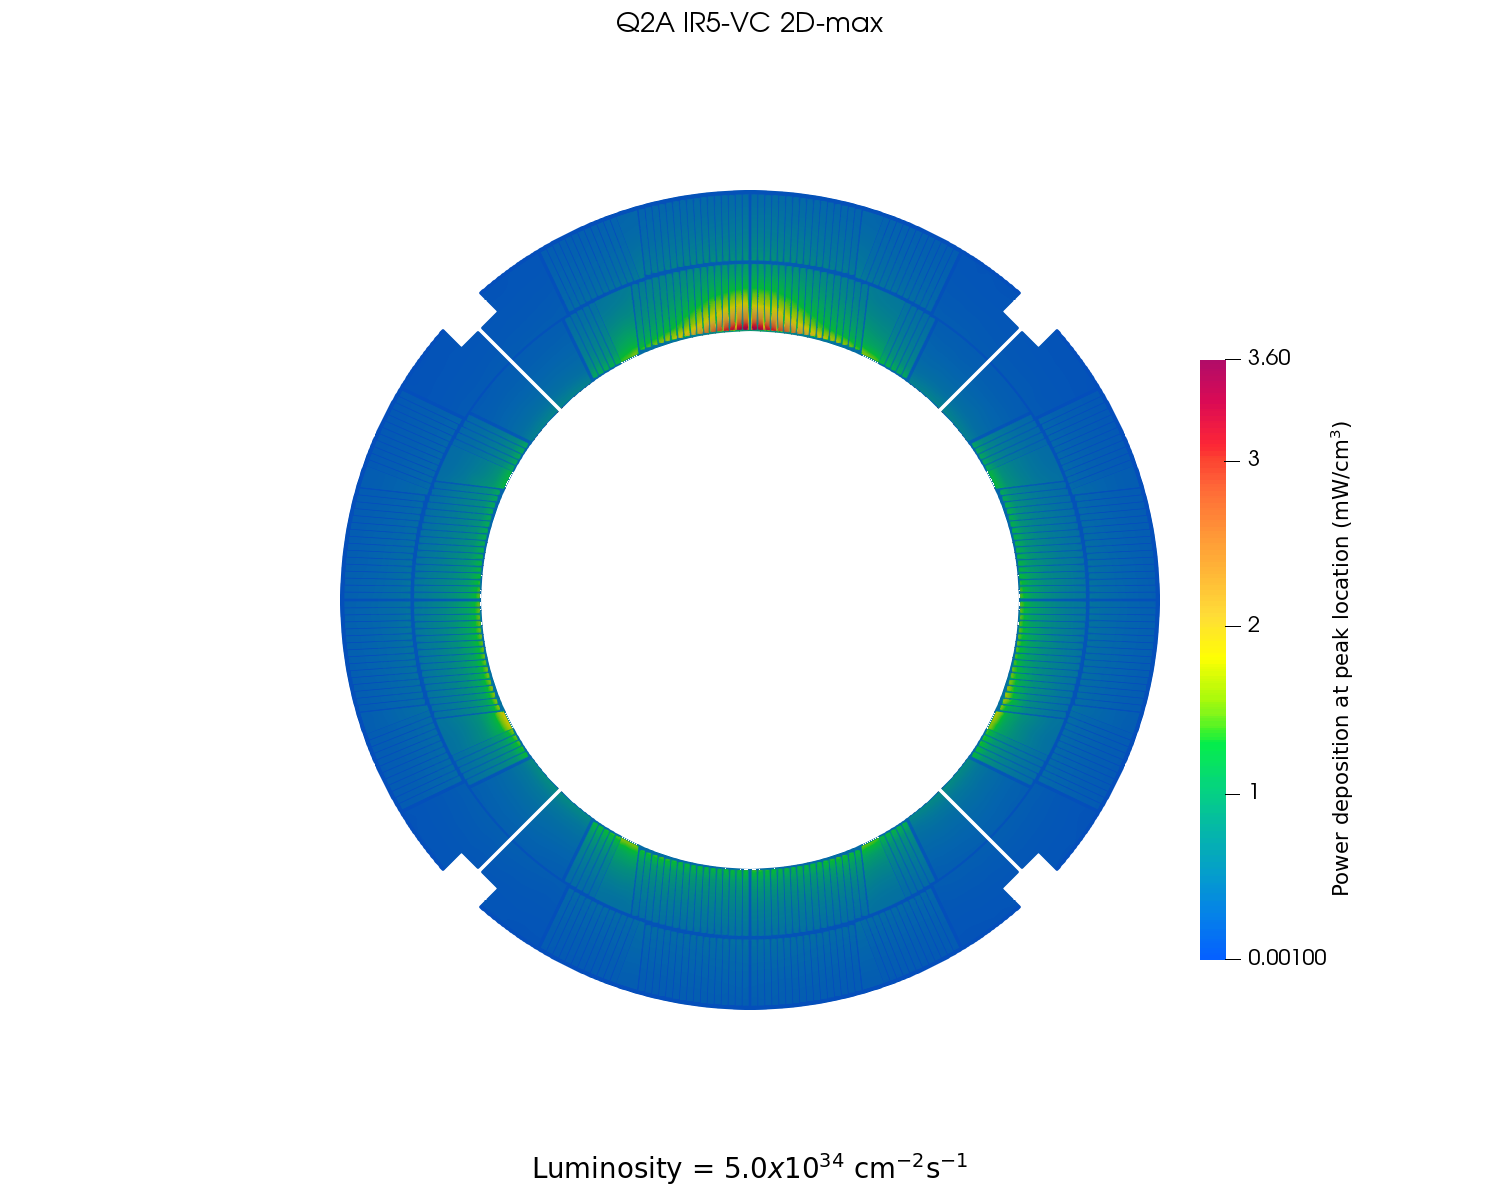 Q2A IR5-VC 2D-max
3.60
3
2
1
0.00100
Power deposition at peak location (mW/cm³)
Luminosity = 5.0x10³⁴ cm⁻²s⁻¹